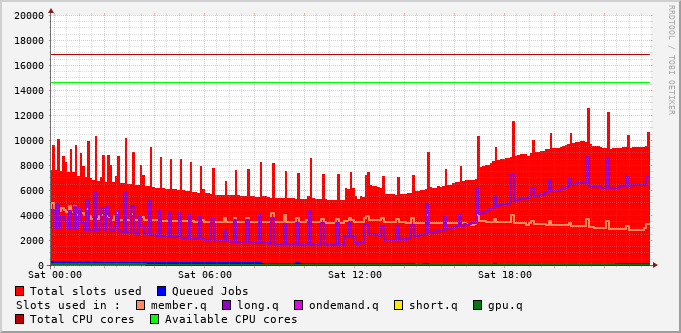 RRDTOOL / TOBI OETIKER
20000
18000
16000
14000
12000
10000
8000
6000
4000
2000
0
Sat 00:00 Sat 06:00 Sat 12:00 Sat 18:00
Total slots used Queued Jobs
Slots used in : member.q long.q ondemand.q short.q gpu.q
Total CPU cores Available CPU cores